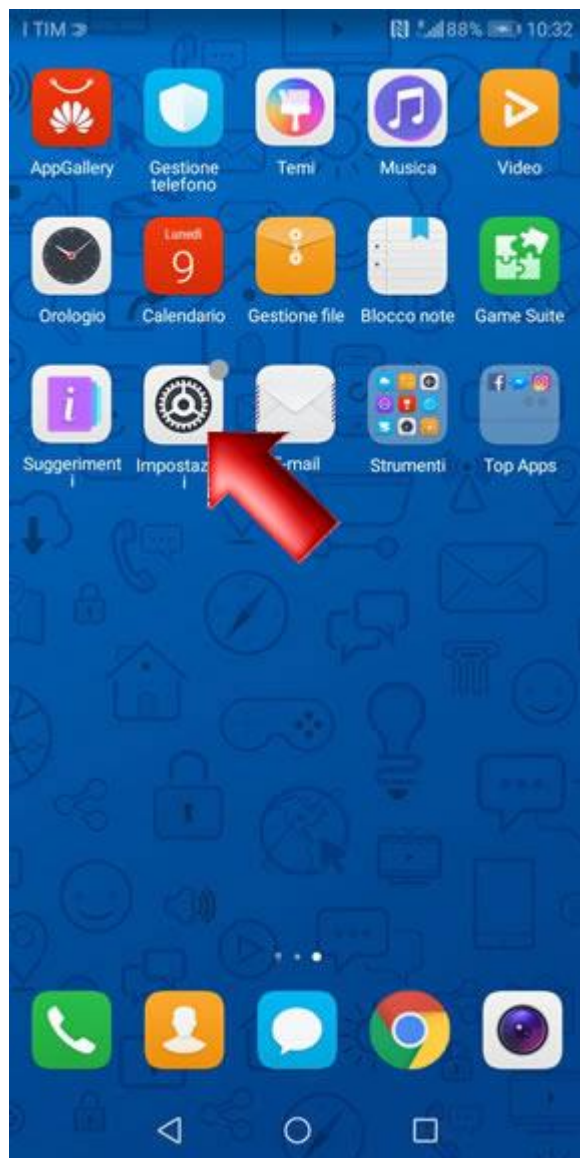 I TIM
88% 10:32
AppGallery
Gestione
telefono
Temi
Musica
Video
Lunedì
9
Orologio
Calendario
Gestione file
Blocco note
Game Suite
i
Suggeriment
i
Impostaz
i
mail
Strumenti
Top Apps